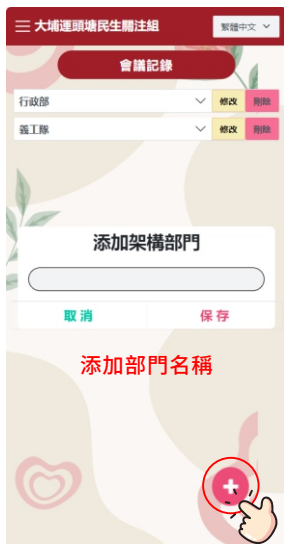 大埔運頭塘民生關注組
繁體中文
會議記錄
行政部 修改 刪除
義工隊 修改 刪除
添加架構部門
取消 保存
添加部門名稱